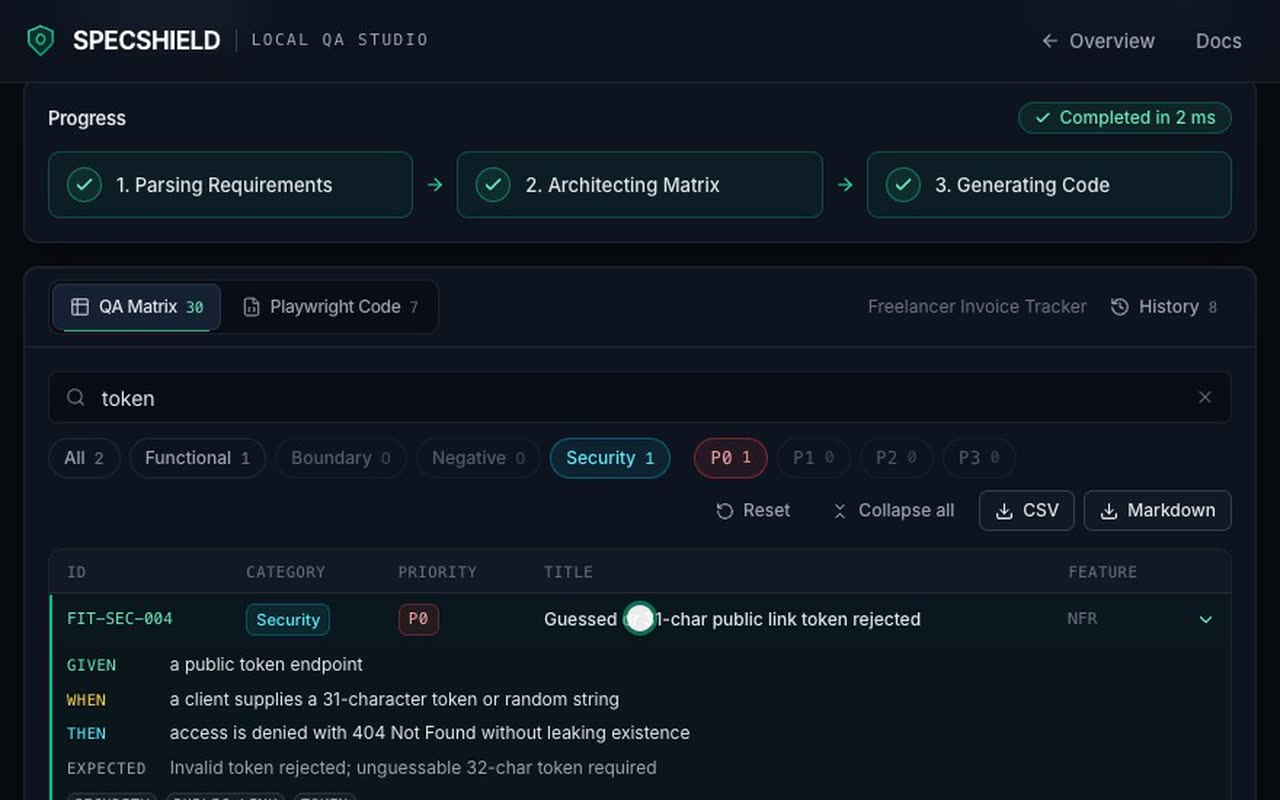 SPECSHIELD LOCAL QA STUDIO Overview Docs
Progress Completed in 2 ms
1. Parsing Requirements 2. Architecting Matrix 3. Generating Code
QA Matrix 30 Playwright Code 7 Freelancer Invoice Tracker History 8
token
All 2 Functional 1 Boundary 0 Negative 0 Security 1 P0 1 P1 0 P2 0 P3 0
Reset Collapse all CSV Markdown
ID CATEGORY PRIORITY TITLE FEATURE
FIT-SEC-004 Security P0 Guessed 1-char public link token rejected NFR
GIVEN a public token endpoint
WHEN a client supplies a 31-character token or random string
THEN access is denied with 404 Not Found without leaking existence
EXPECTED Invalid token rejected; unguessable 32-char token required